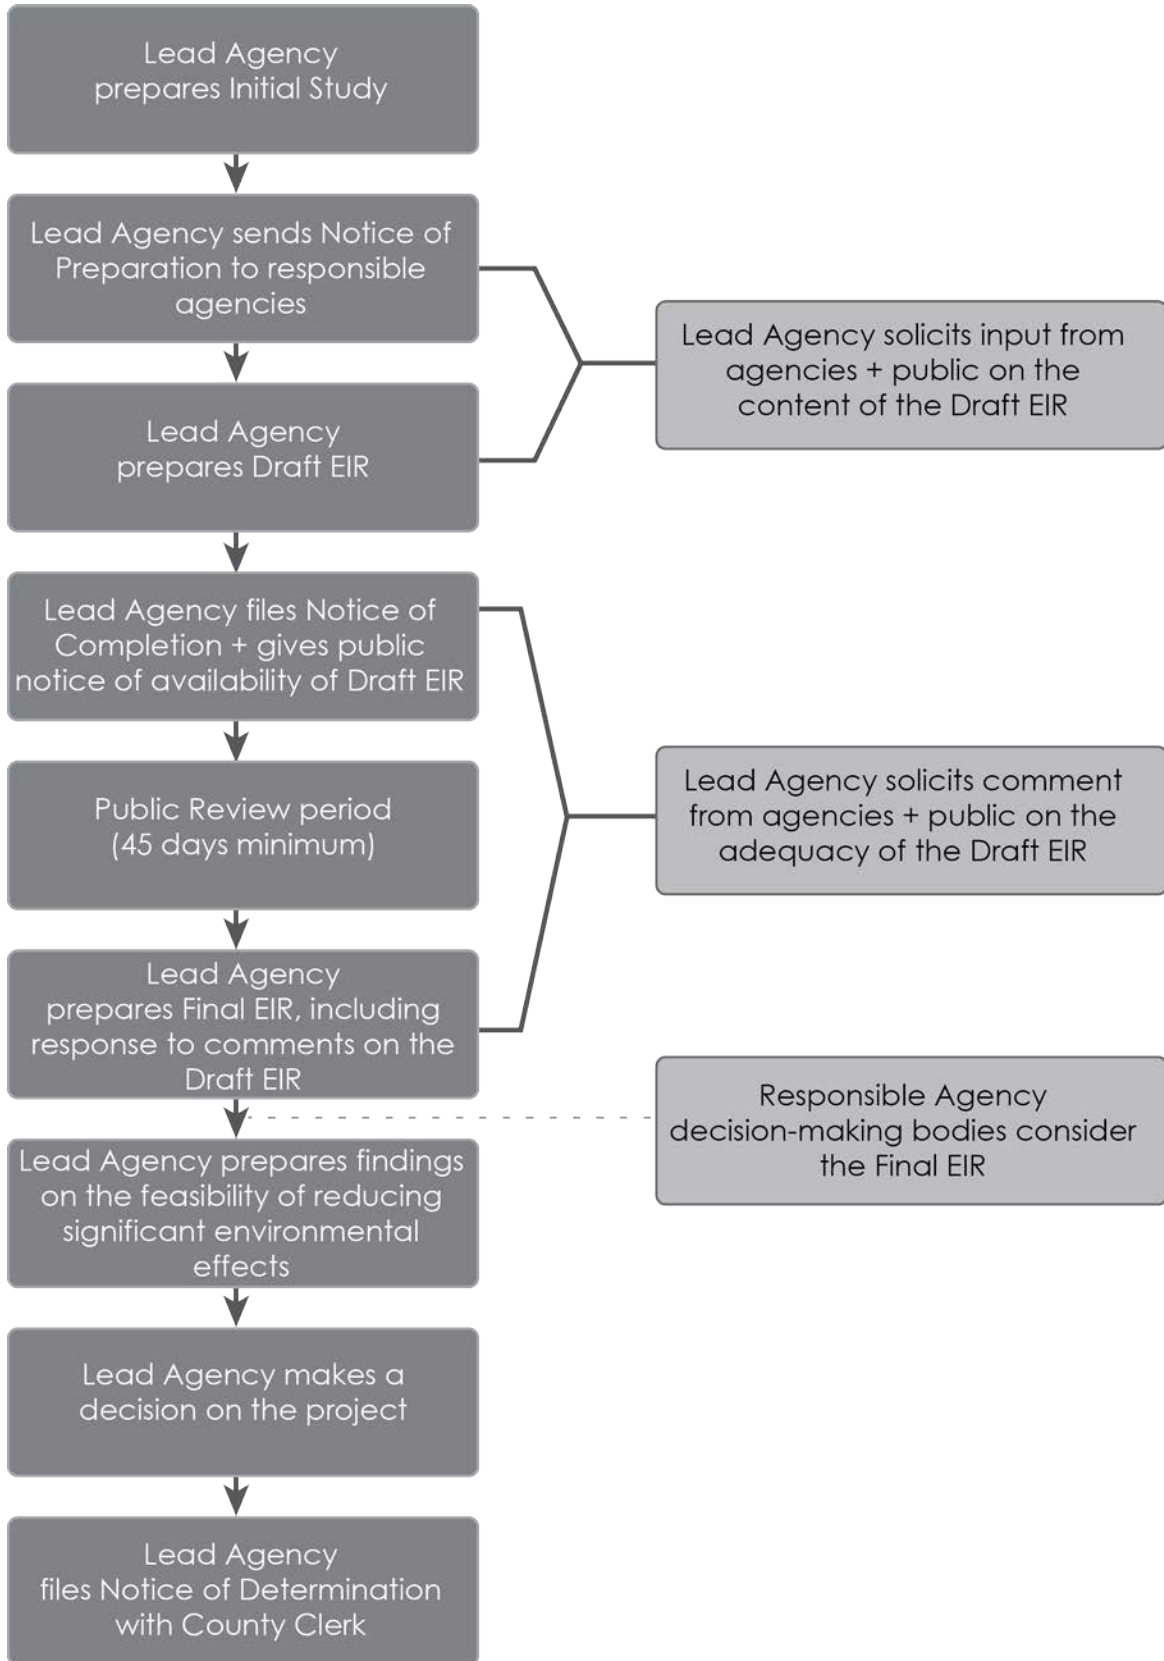 Lead Agency
prepares Initial Study
Lead Agency sends Notice of
Preparation to responsible
agencies
Lead Agency solicits input from
agencies + public on the
content of the Draft EIR
Lead Agency
prepares Draft EIR
Lead Agency files Notice of
Completion + gives public
notice of availability of Draft EIR
Public Review period
(45 days minimum)
Lead Agency solicits comment
from agencies + public on the
adequacy of the Draft EIR
Lead Agency
prepares Final EIR, including
response to comments on the
Draft EIR
Responsible Agency
decision-making bodies consider
the Final EIR
Lead Agency prepares findings
on the feasibility of reducing
significant environmental
effects
Lead Agency makes a
decision on the project
Lead Agency
files Notice of Determination
with County Clerk